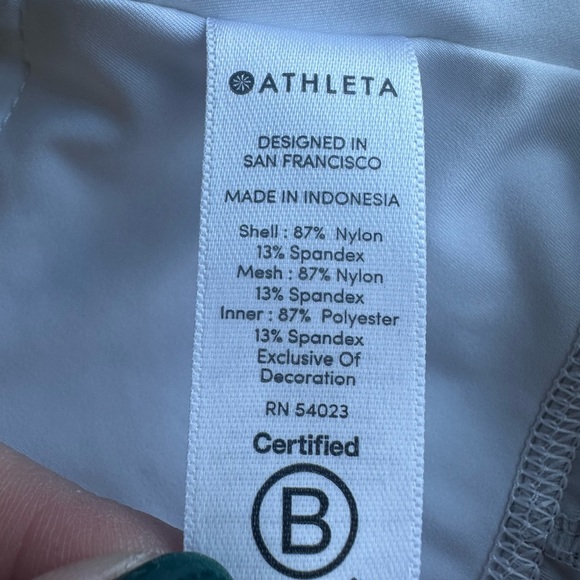 ATHLETA
DESIGNED IN
SAN FRANCISCO
MADE IN INDONESIA
Shell : 87% Nylon
13% Spandex
Mesh : 87% Nylon
13% Spandex
Inner : 87% Polyester
13% Spandex
Exclusive Of
Decoration
RN 54023
Certified
B